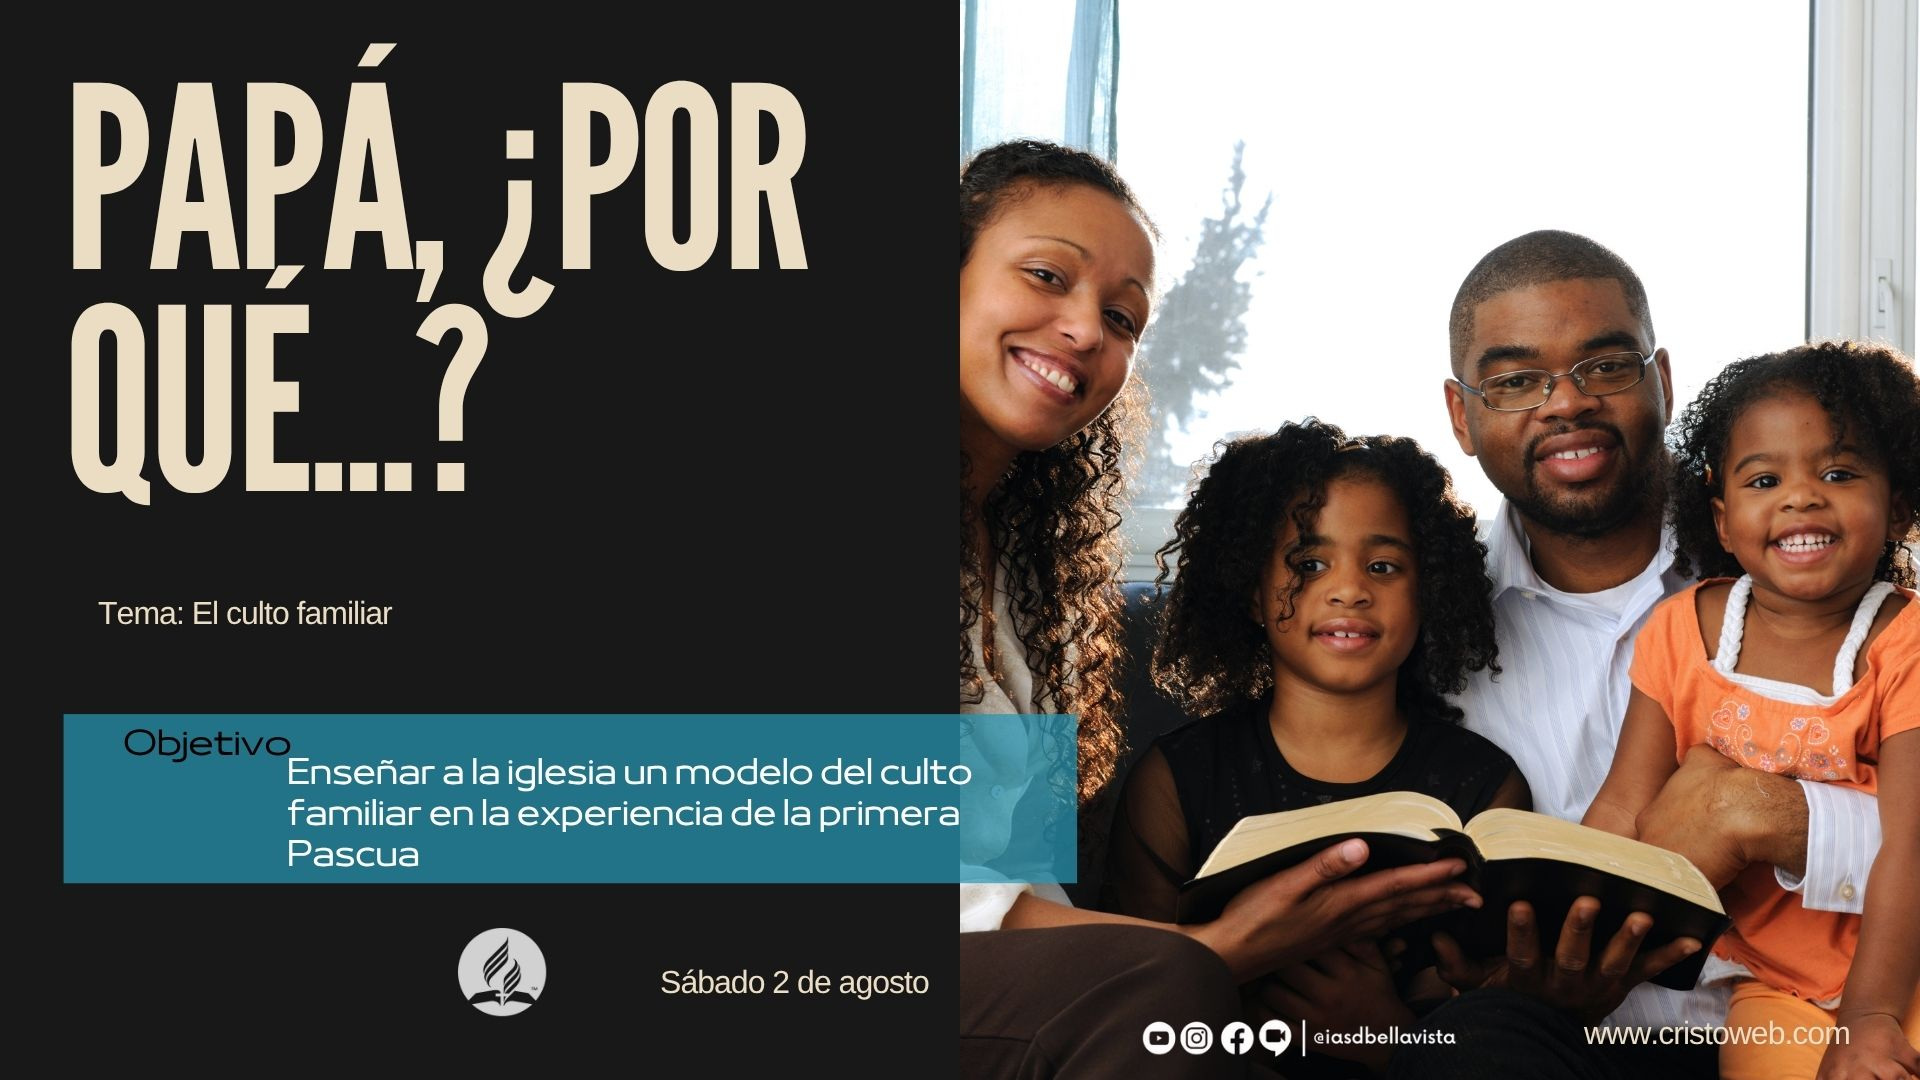 PAPÁ, ¿POR
QUÉ...?
Tema: El culto familiar
Objetivo
Enseñar a la iglesia un modelo del culto
familiar en la experiencia de la primera
Pascua
Sábado 2 de agosto
@iasdbellavista
www.cristoweb.com